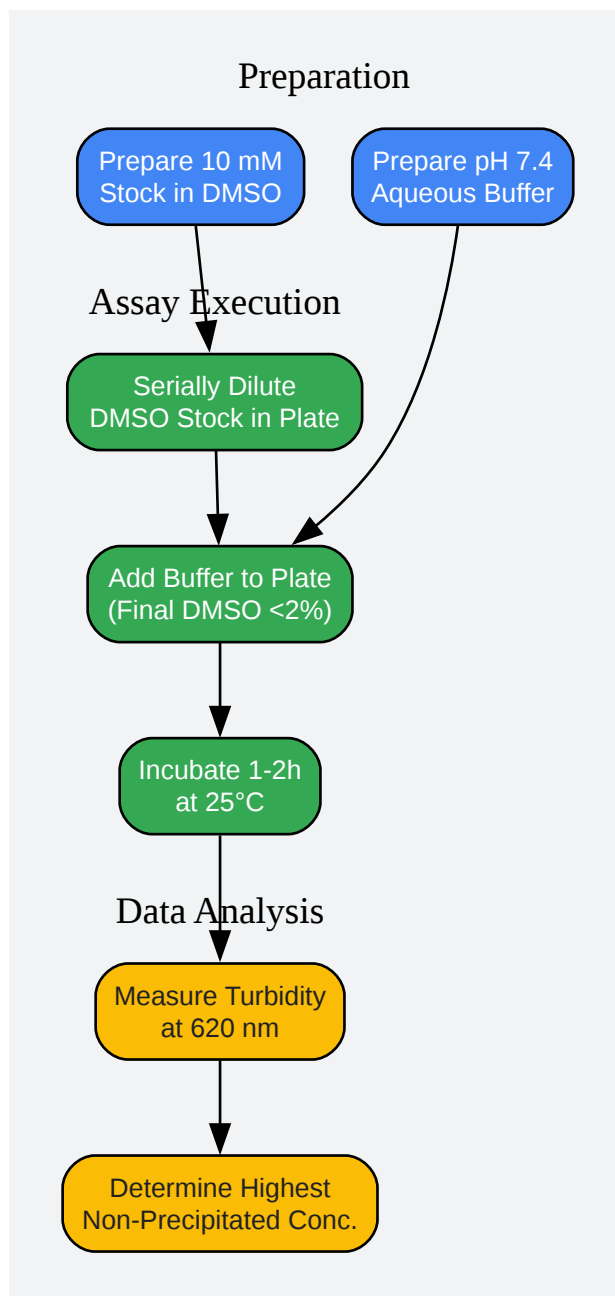 Preparation
Prepare 10 mM
Stock in DMSO
Prepare pH 7.4
Aqueous Buffer
Assay Execution
Serially Dilute
DMSO Stock in Plate
Add Buffer to Plate
(Final DMSO <2%)
Incubate 1-2h
at 25°C
Data Analysis
Measure Turbidity
at 620 nm
Determine Highest
Non-Precipitated Conc.